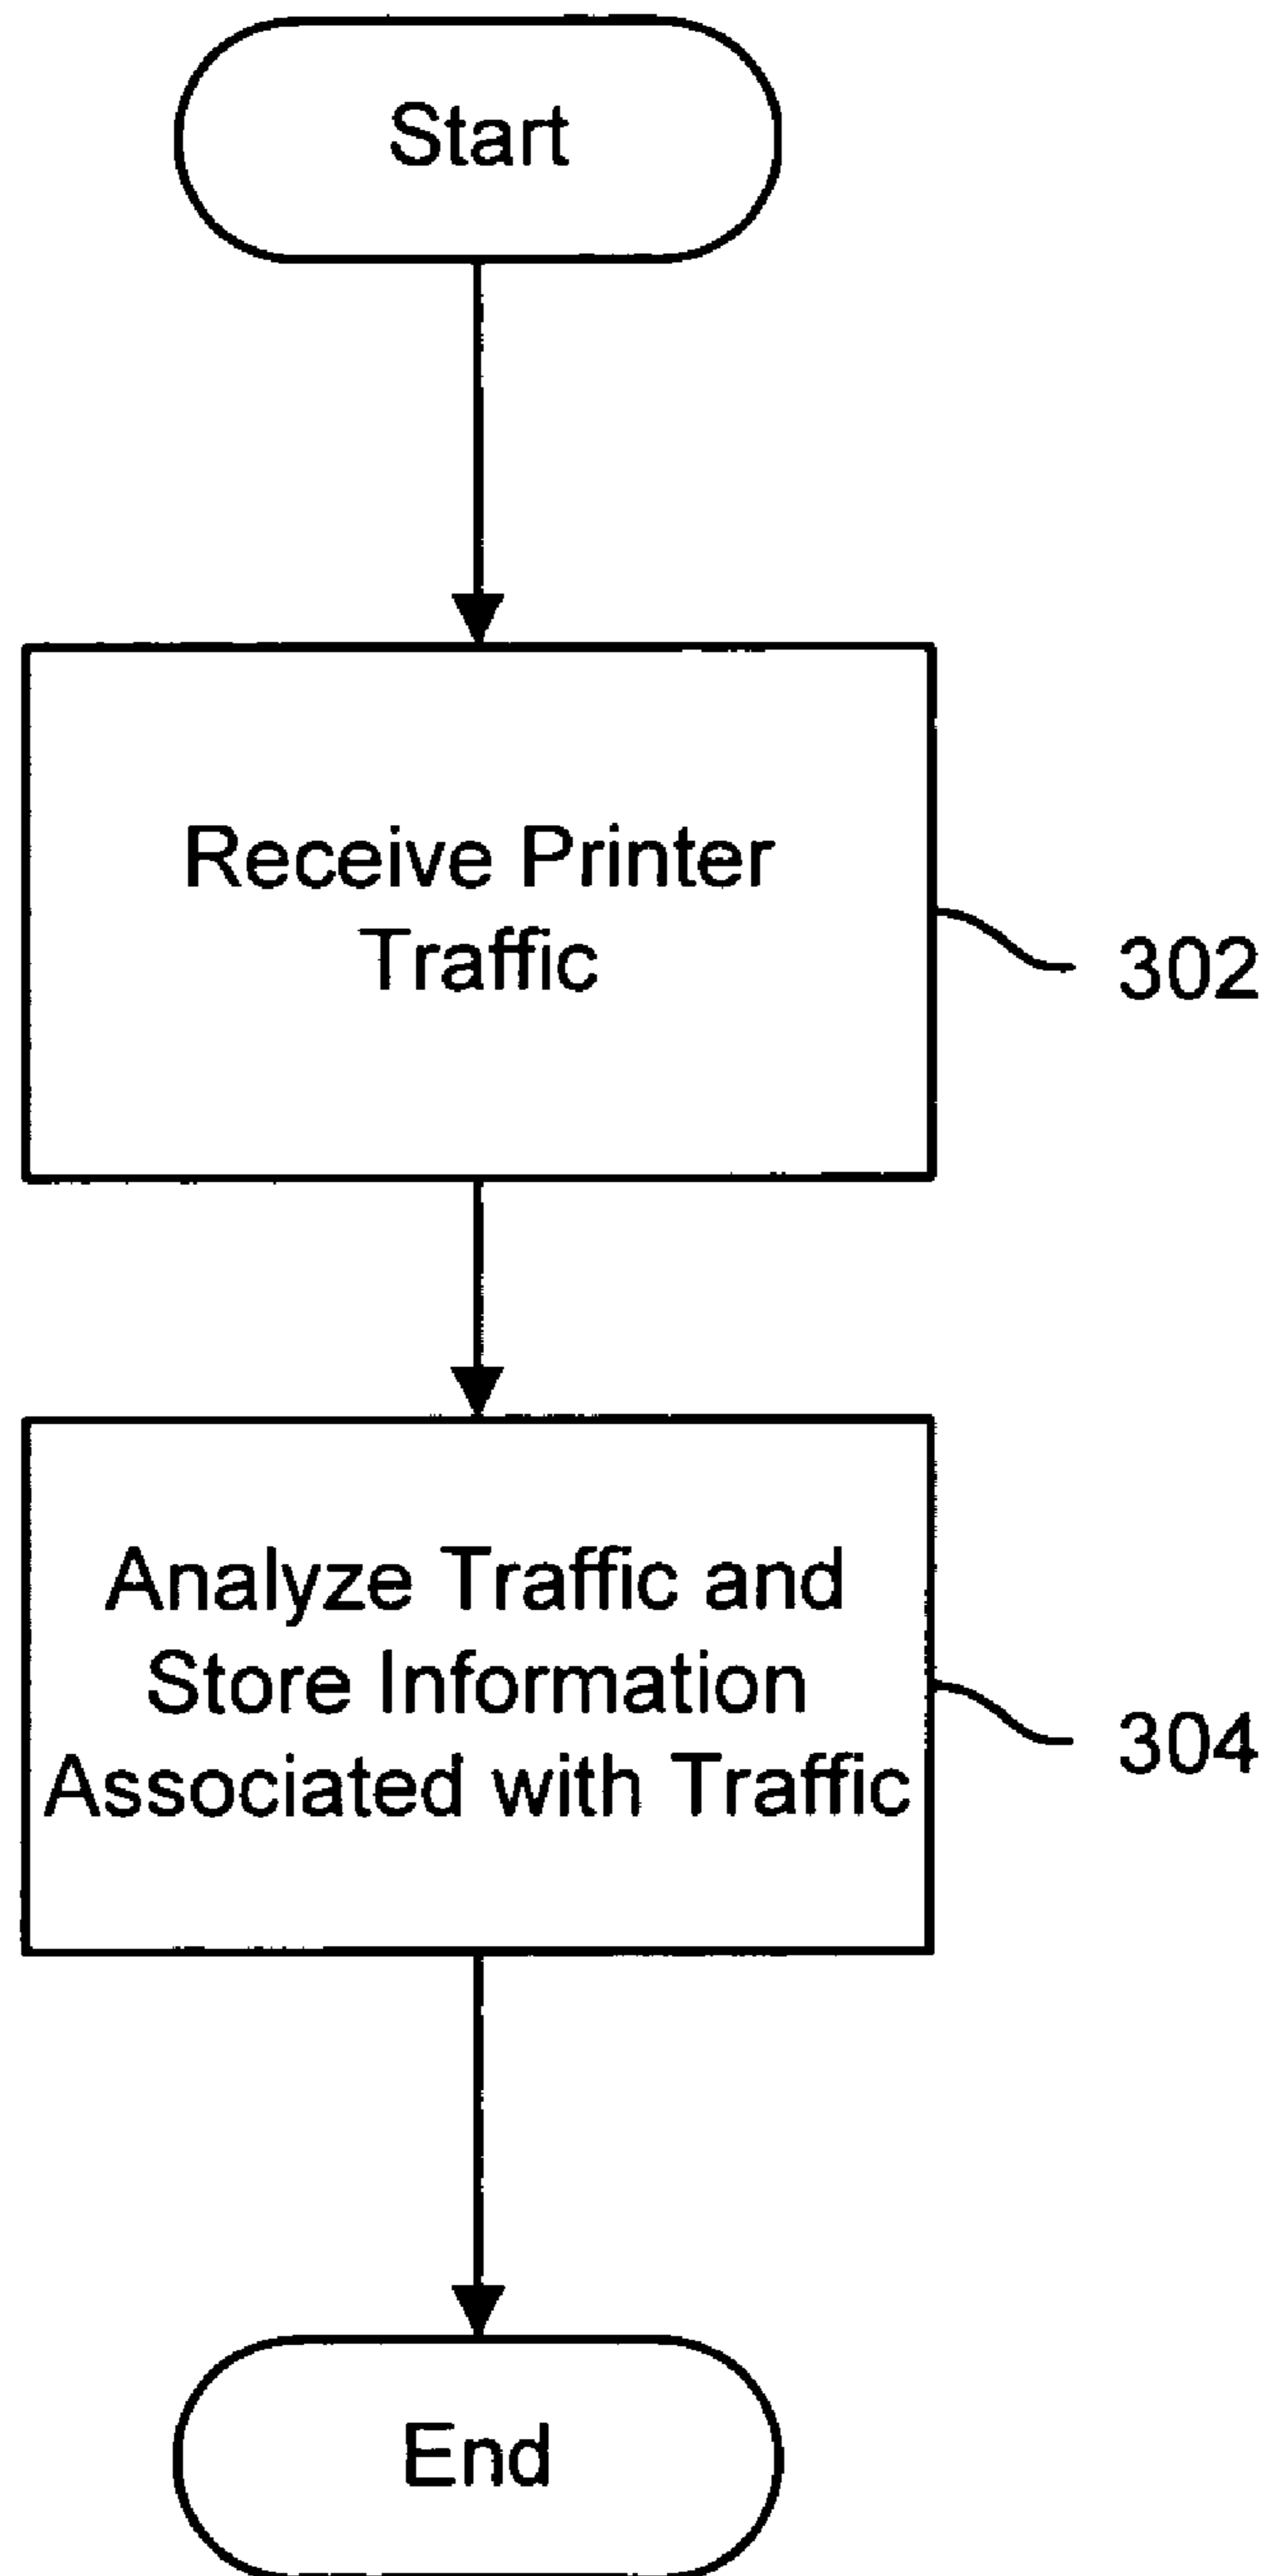 Start
Receive Printer
Traffic
302
Analyze Traffic and
Store Information
Associated with Traffic
304
End